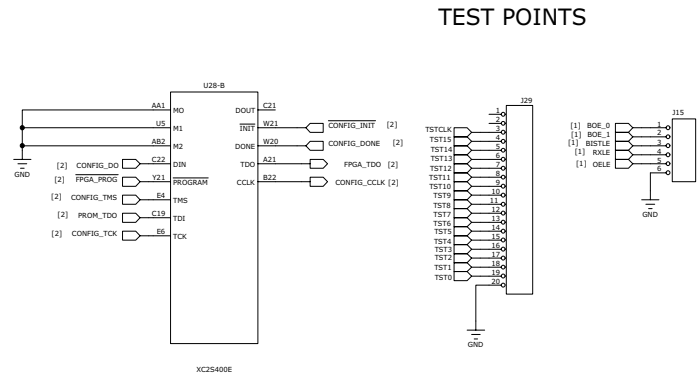 TEST POINTS
U28-B
AA1 MO
U5 M1
AB2 M2
[2] CONFIG_DO C22 DIN
[2] FPGA_PROG Y21 PROGRAM
[2] CONFIG_TMS E4 TMS
[2] PROM_TDO C19 TDI
[2] CONFIG_TCK E6 TCK
GND
DOUT C21
INIT W21 CONFIG_INIT [2]
DONE W20 CONFIG_DONE [2]
TDO A21 FPGA_TDO [2]
CCLK B22 CONFIG_CCLK [2]
XC2S400E
J29
1
2
TSTCLK 3
TST15 4
TST14 5
TST13 6
TST12 7
TST11 8
TST10 9
TST9 10
TST8 11
TST7 12
TST6 13
TST5 14
TST4 15
TST3 16
TST2 17
TST1 18
TST0 19
20
GND
J15
[1] BOE_0 1
[1] BOE_1 2
[1] BISTLE 3
[1] RXLE 4
[1] OELE 5
6
GND